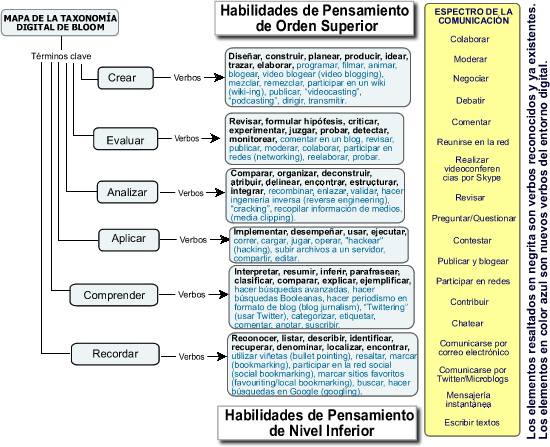 MAPA DE LA TAXONOMÍA
DIGITAL DE BLOOM
Términos clave
Habilidades de Pensamiento
de Orden Superior
Crear
Verbos
Diseñar, construir, planear, producir, idear,
trazar, elaborar, programar, filmar, animar,
blogear, video blogear (video blogging),
mezclar, remezclar, participar en un wiki
(wiki-ing), publicar, "videocasting",
"podcasting", dirigir, transmitir.
Evaluar
Verbos
Revisar, formular hipótesis, criticar,
experimentar, juzgar, probar, detectar,
monitorear, comentar en un blog, revisar,
publicar, moderar, colaborar, participar en
redes (networking), reelaborar, probar.
Analizar
Verbos
Comparar, organizar, deconstruir,
atribuir, delinear, encontrar, estructurar,
integrar, recombinar, enlazar, validar, hacer
ingeniería inversa (reverse engineering),
"cracking", recopilar información de medios.
(media clipping).
Aplicar
Verbos
Implementar, desempeñar, usar, ejecutar,
correr, cargar, jugar, operar, "hackear"
(hacking), subir archivos a un servidor,
compartir, editar.
Comprender
Verbos
Interpretar, resumir, inferir, parafrasear,
clasificar, comparar, explicar, ejemplificar,
hacer búsquedas avanzadas, hacer
búsquedas Booleanas, hacer periodismo en
formato de blog (blog jurnalism), "Twittering"
(usar Twitter), categorizar, etiquetar,
comentar, anotar, suscribir.
Recordar
Verbos
Reconocer, listar, describir, identificar,
recuperar, denominar, localizar, encontrar,
utilizar viñetas (bullet pointing), resaltar, marcar
(bookmarking), participar en la red social
(social bookmarking), marcar sitios favoritos
(favouriting/local bookmarking), buscar, hacer
búsquedas en Google (googling).
Habilidades de Pensamiento
de Nivel Inferior
ESPECTRO DE LA
COMUNICACIÓN
Colaborar
Moderar
Negociar
Debatir
Comentar
Reunirse en la red
Realizar
videoconferen
cias por Skype
Revisar
Preguntar/Questionar
Contestar
Publicar y blogear
Participar en redes
Contribuir
Chatear
Comunicarse por
correo electrónico
Comunicarse por
Twitter/Microblogs
Mensajería
instantánea
Escribir textos
Los elementos resaltados en negrita son verbos reconocidos y ya existentes.
Los elementos en color azul son nuevos verbos del entorno digital.